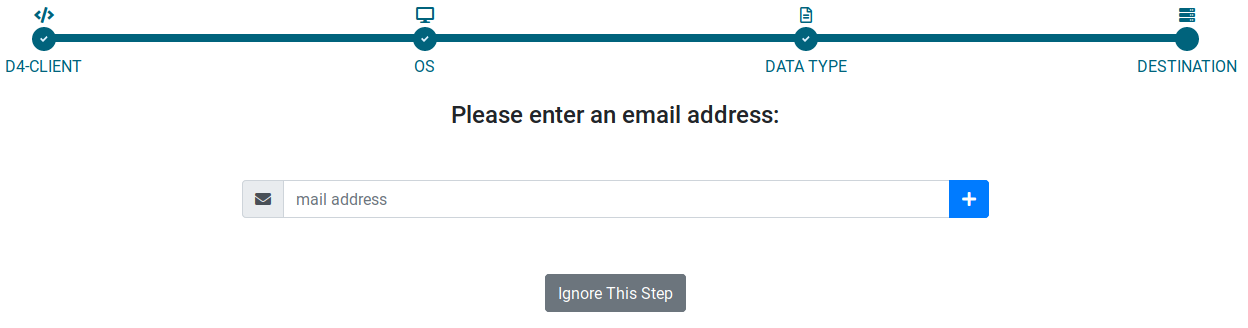 D4-CLIENT OS DATA TYPE DESTINATION
Please enter an email address:
mail address
Ignore This Step